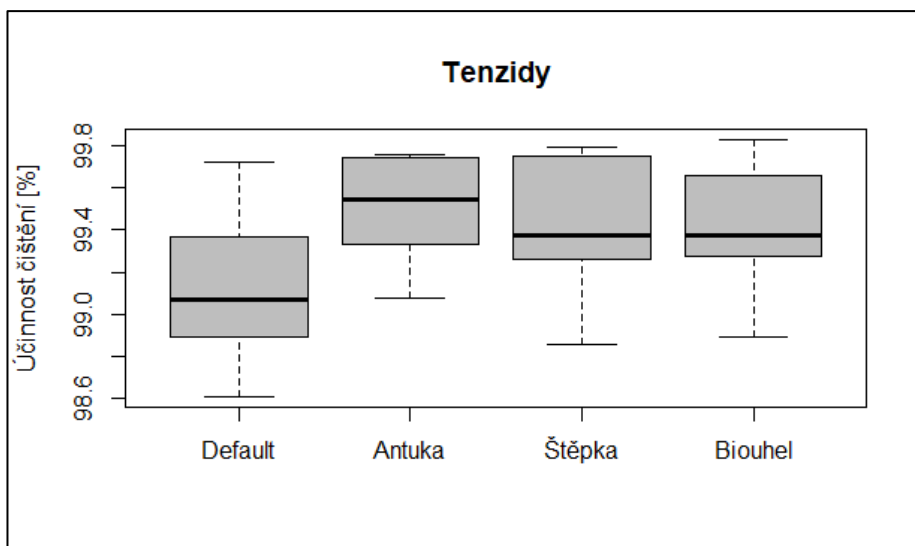 Tenzidy
Účinnost čištění [%]
99.8
99.4
99.0
98.6
Default Antuka Štěpka Biouhel